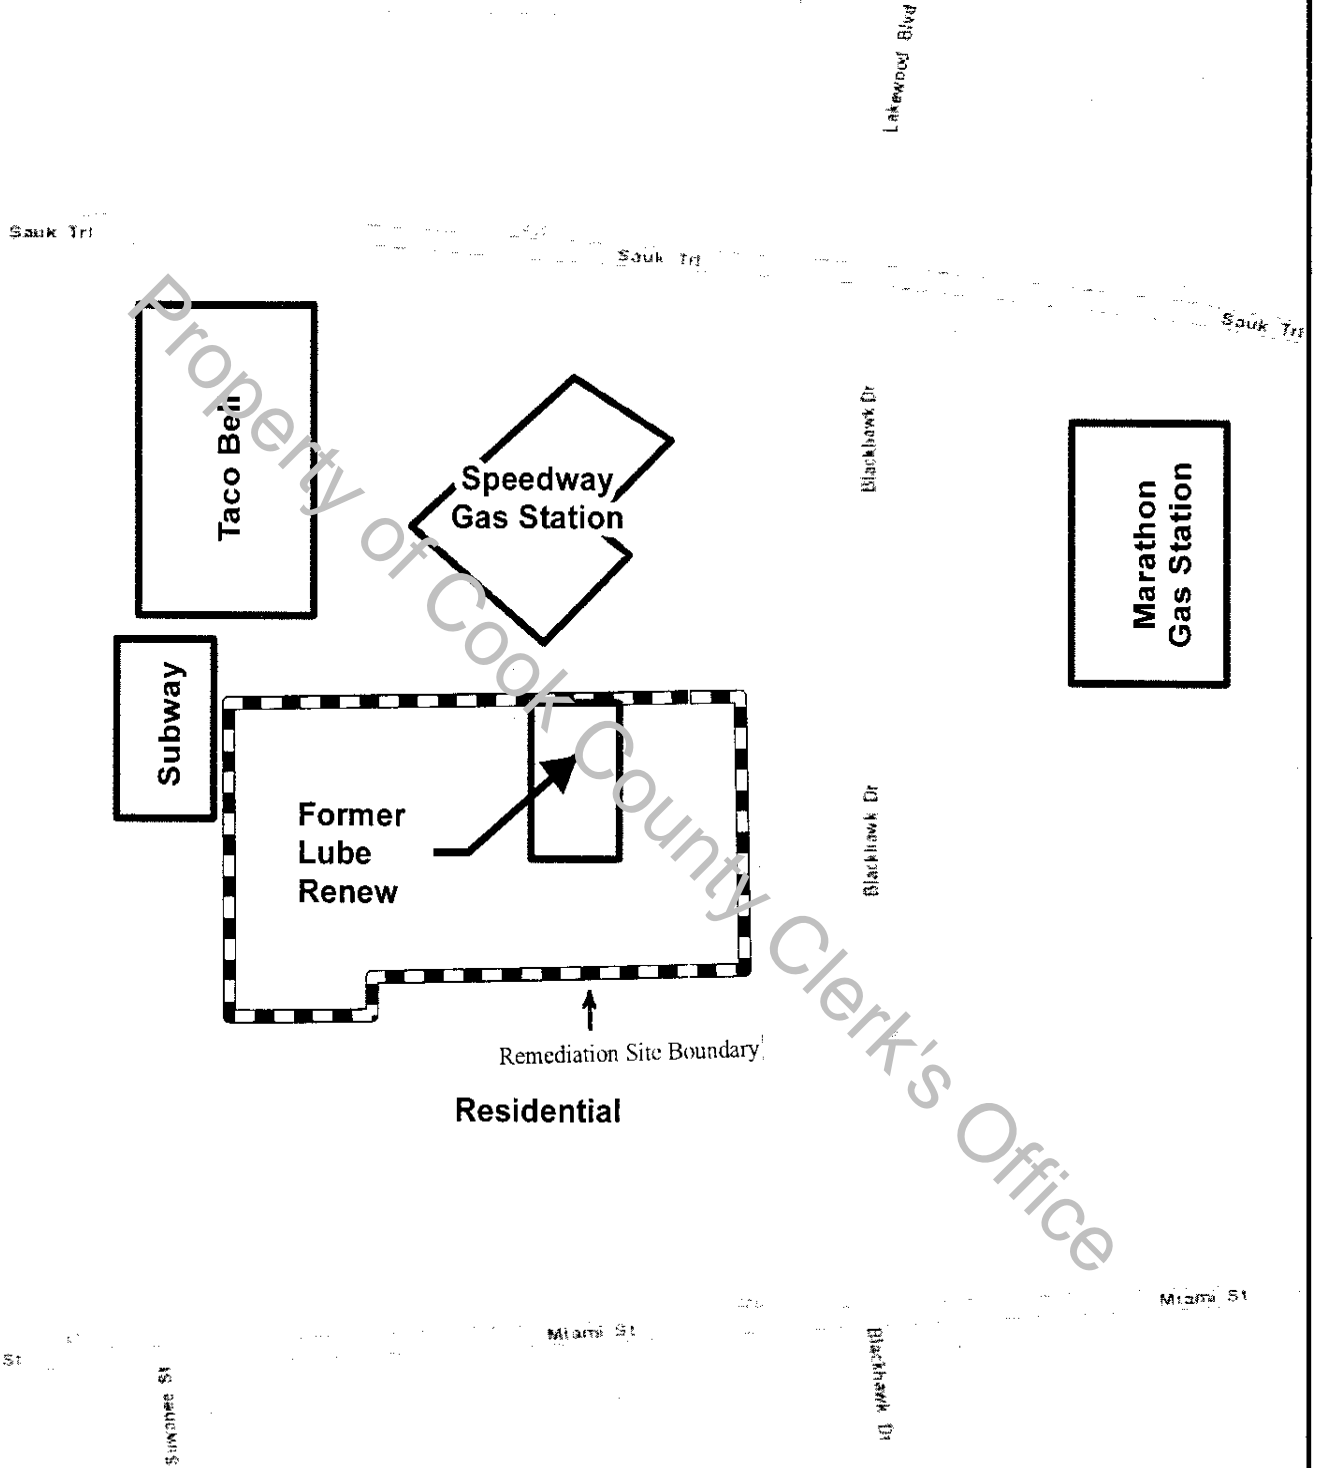 Lakewood Blvd
Sauk Trl
Sauk Trl
Sauk Trl
Property of Cook County Clerk's Office
Taco Bell
Speedway
Gas Station
Blackhawk Dr
Marathon
Gas Station
Subway
Former
Lube
Renew
Blackhawk Dr
Remediation Site Boundary
Residential
Miami St
Miami St
St
Suwanee St
Blackhawk Dr